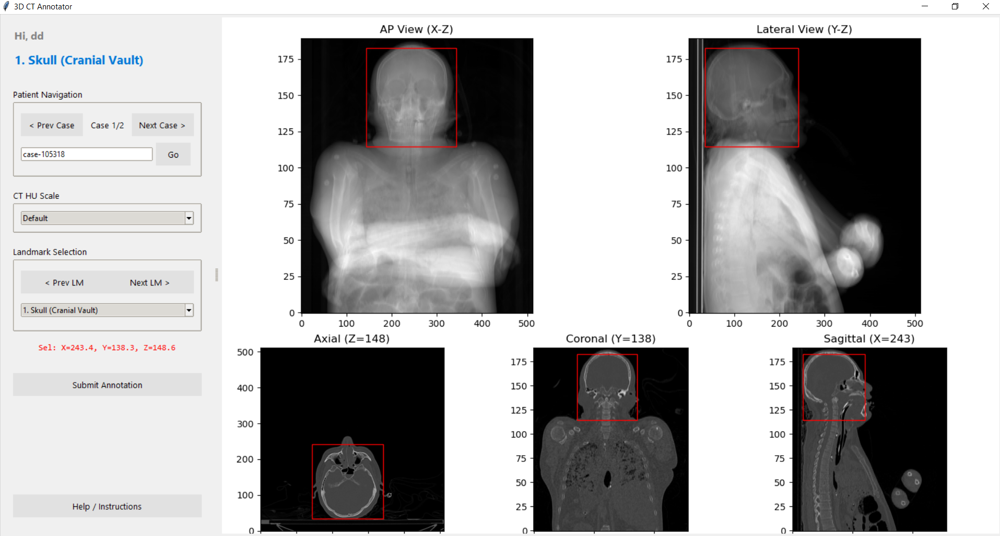 3D CT Annotator
Hi, dd
1. Skull (Cranial Vault)
Patient Navigation
< Prev Case
Case 1/2
Next Case >
case-105318
Go
CT HU Scale
Default
Landmark Selection
< Prev LM
Next LM >
1. Skull (Cranial Vault)
Sel: X=243.4, Y=138.3, Z=148.6
Submit Annotation
Help / Instructions
AP View (X-Z)
175
150
125
100
75
50
25
0
0 100 200 300 400 500
Lateral View (Y-Z)
175
150
125
100
75
50
25
0
0 100 200 300 400 500
Axial (Z=148)
500
400
300
200
100
0
Coronal (Y=138)
175
150
125
100
75
50
25
0
Sagittal (X=243)
175
150
125
100
75
50
25
0